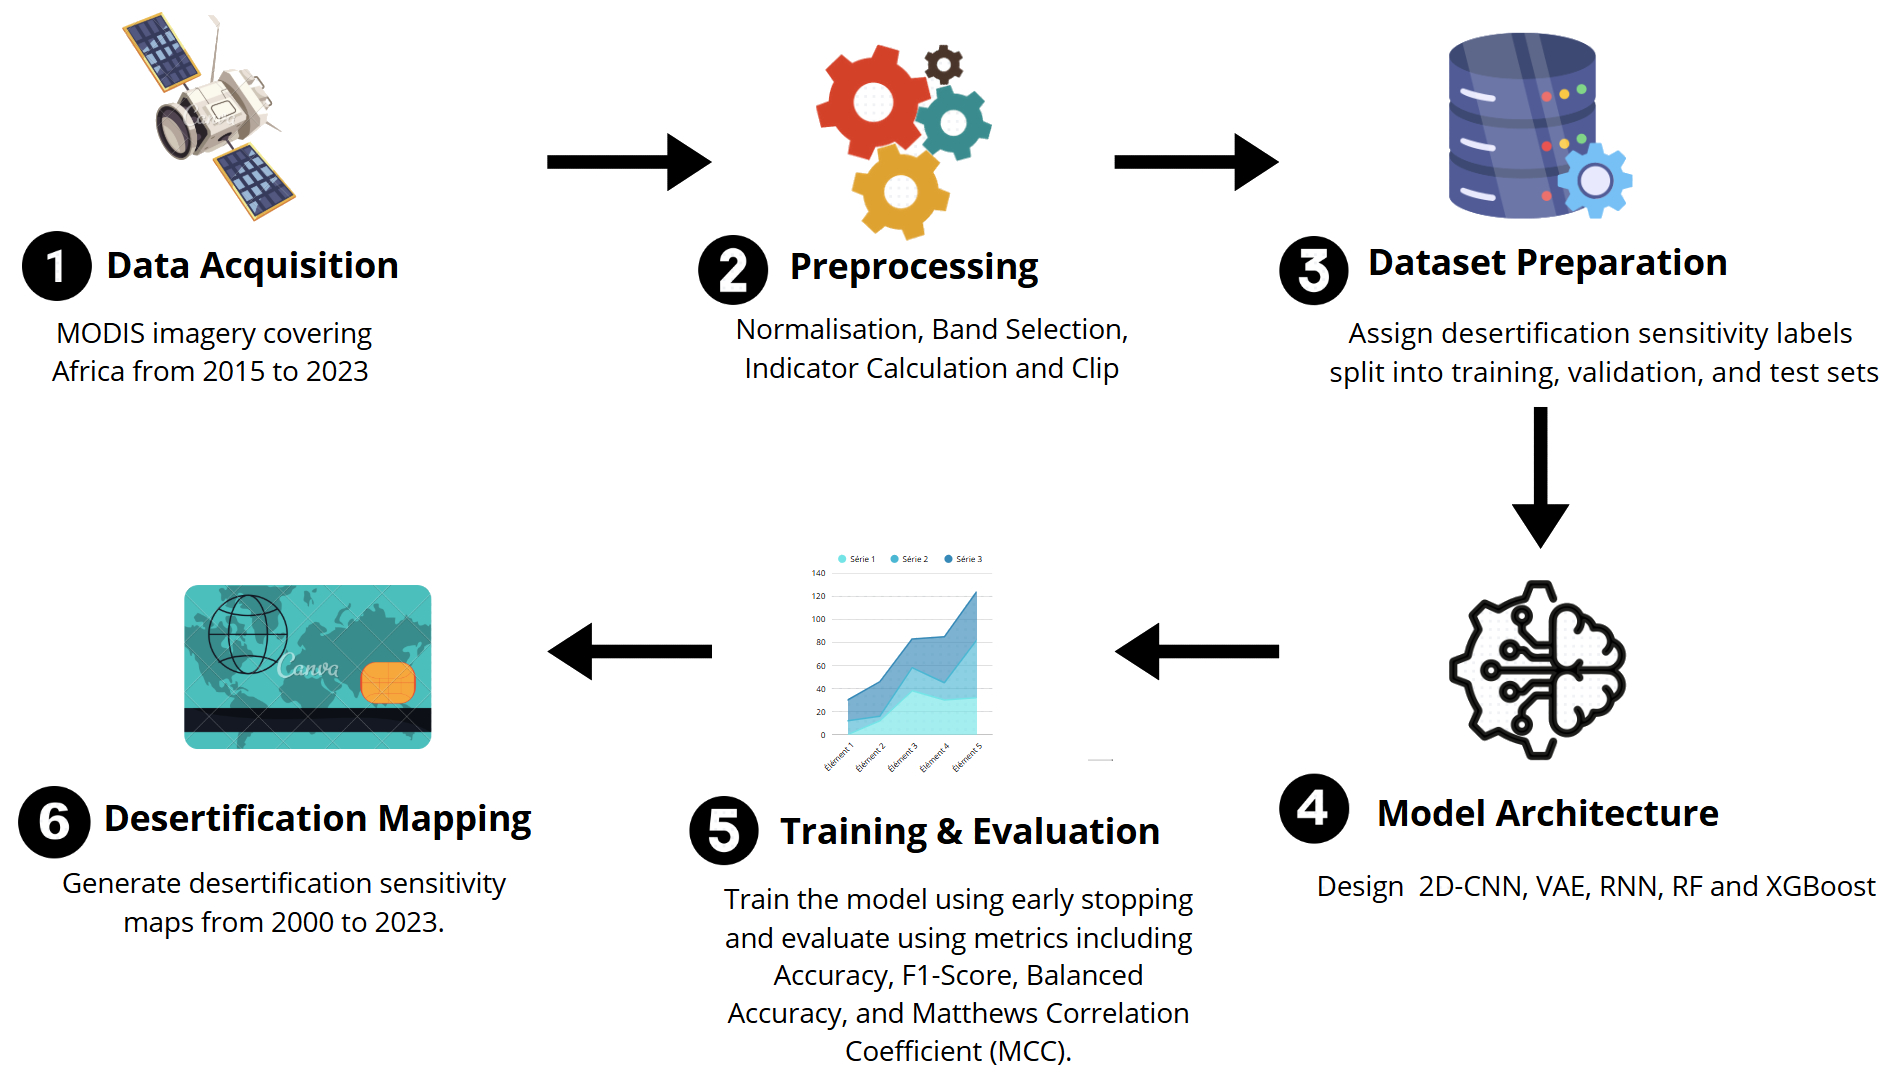 Canva
1 Data Acquisition
MODIS imagery covering
Africa from 2015 to 2023
2 Preprocessing
Normalisation, Band Selection,
Indicator Calculation and Clip
3 Dataset Preparation
Assign desertification sensitivity labels
split into training, validation, and test sets
4 Model Architecture
Design 2D-CNN, VAE, RNN, RF and XGBoost
Série 1 Série 2 Série 3
140
120
100
80
60
40
20
0
Élément 1 Élément 2 Élément 3 Élément 4 Élément 5
5 Training & Evaluation
Train the model using early stopping
and evaluate using metrics including
Accuracy, F1-Score, Balanced
Accuracy, and Matthews Correlation
Coefficient (MCC).
Canva
6 Desertification Mapping
Generate desertification sensitivity
maps from 2000 to 2023.